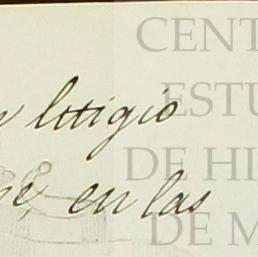 CENT
litigio
ESTU
DE HI
en las
DE M